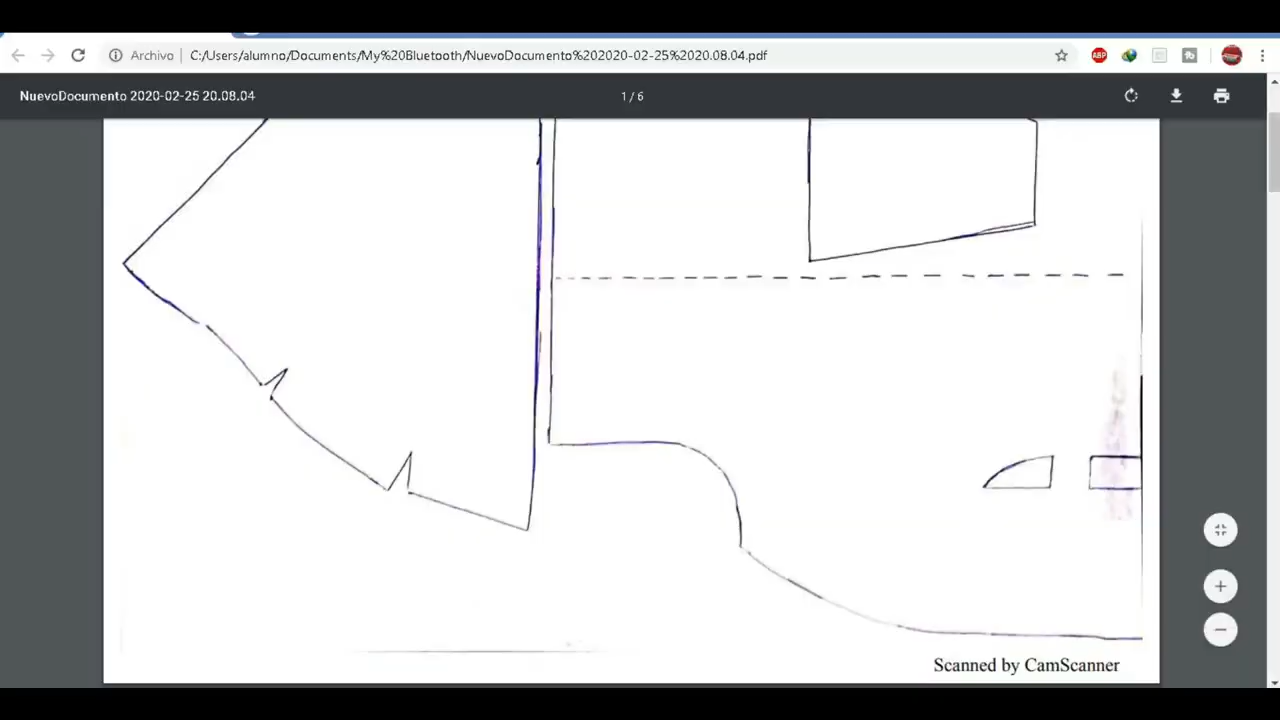 Archivo
C:/Users/alumno/Documents/My%20Bluetooth/NuevoDocumento%202020-02-25%2020.08.04.pdf
ABP
NuevoDocumento 2020-02-25 20.08.04
1 / 6
Scanned by CamScanner